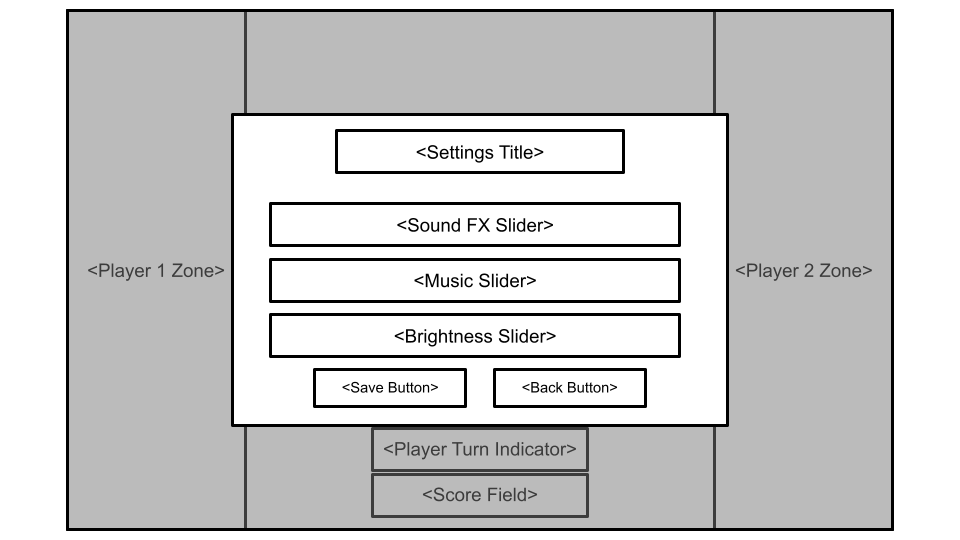 <Settings Title>
<Sound FX Slider>
<Player 1 Zone>
<Player 2 Zone>
<Music Slider>
<Brightness Slider>
<Save Button>
<Back Button>
<Player Turn Indicator>
<Score Field>